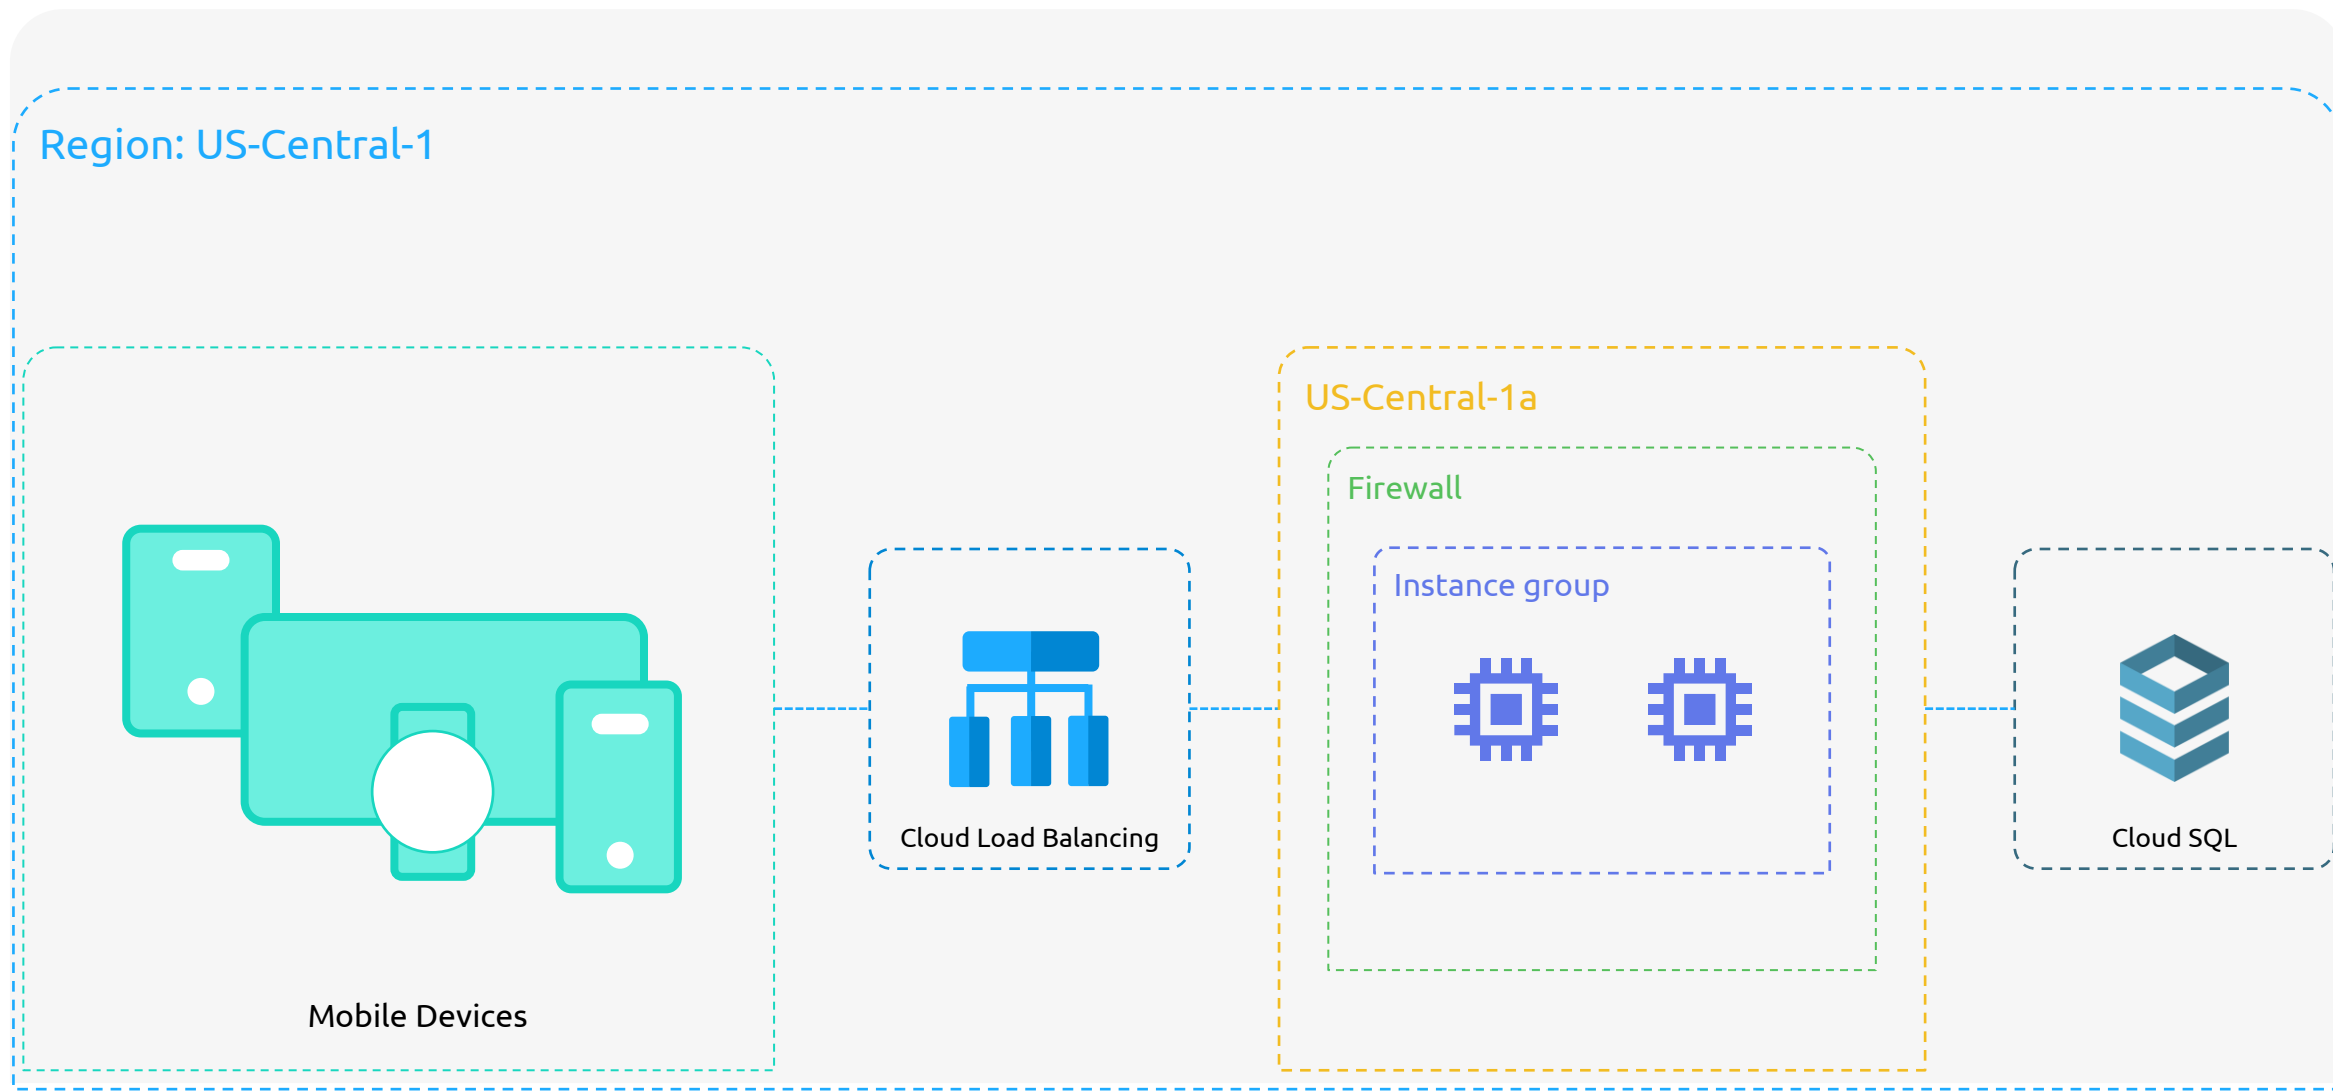 Region: US-Central-1
US-Central-1a
Firewall
Instance group
Cloud Load Balancing
Cloud SQL
Mobile Devices